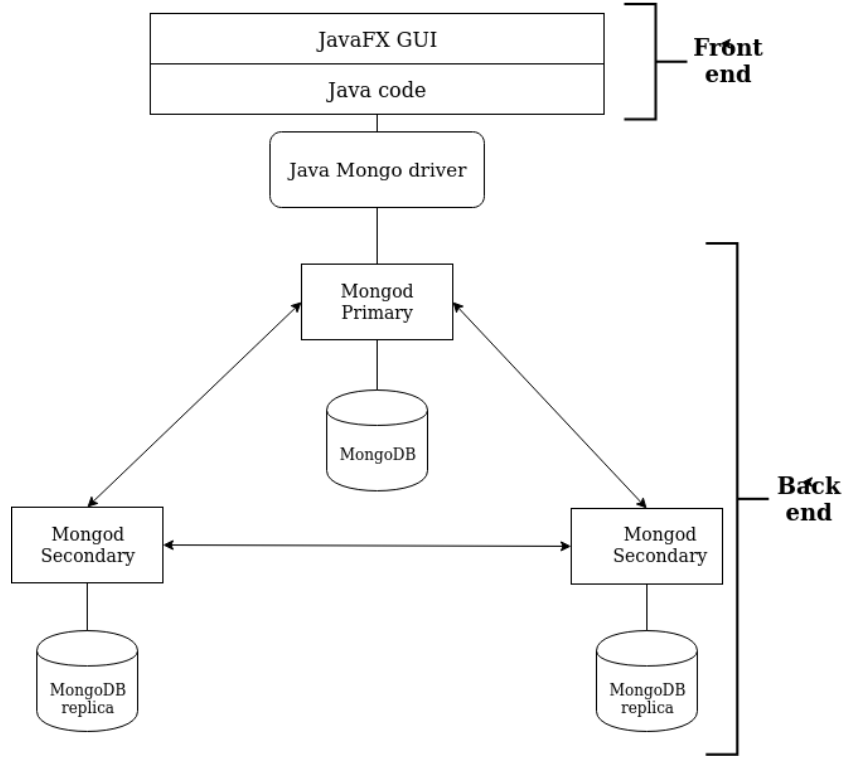 JavaFX GUI
Java code
Front
end
Java Mongo driver
Mongod
Primary
MongoDB
Back
end
Mongod
Secondary
Mongod
Secondary
MongoDB
replica
MongoDB
replica